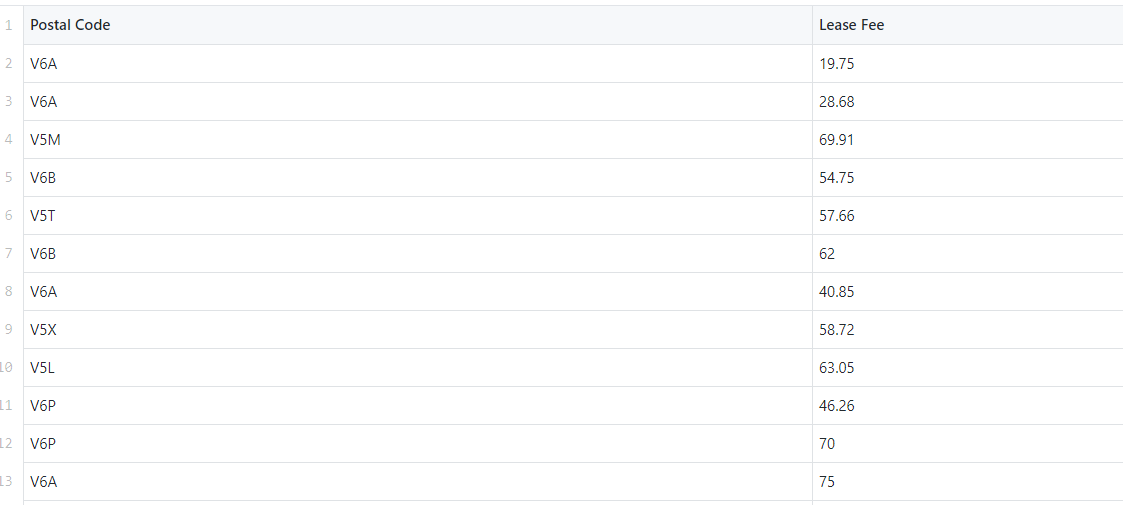 1 Postal Code Lease Fee
2 V6A 19.75
3 V6A 28.68
4 V5M 69.91
5 V6B 54.75
6 V5T 57.66
7 V6B 62
8 V6A 40.85
9 V5X 58.72
10 V5L 63.05
11 V6P 46.26
12 V6P 70
13 V6A 75